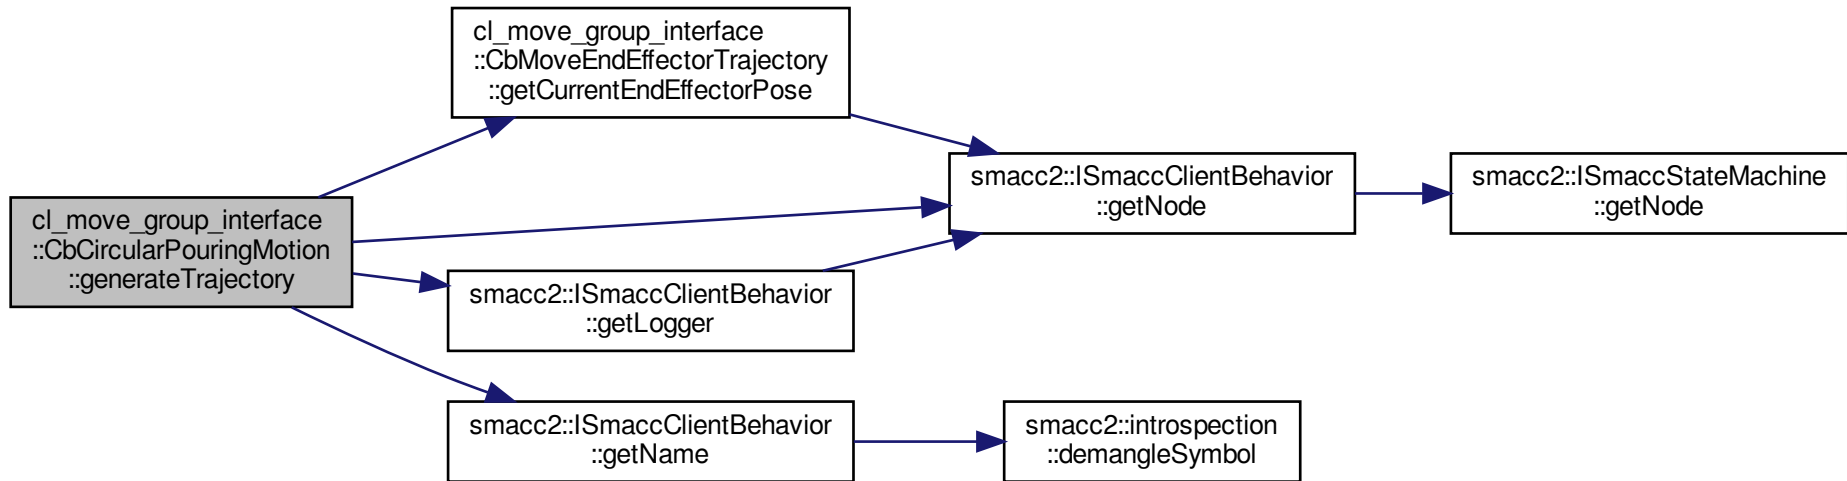 cl_move_group_interface
::CbMoveEndEffectorTrajectory
::getCurrentEndEffectorPose
smacc2::ISmaccClientBehavior
::getNode
smacc2::ISmaccStateMachine
::getNode
cl_move_group_interface
::CbCircularPouringMotion
::generateTrajectory
smacc2::ISmaccClientBehavior
::getLogger
smacc2::ISmaccClientBehavior
::getName
smacc2::introspection
::demangleSymbol